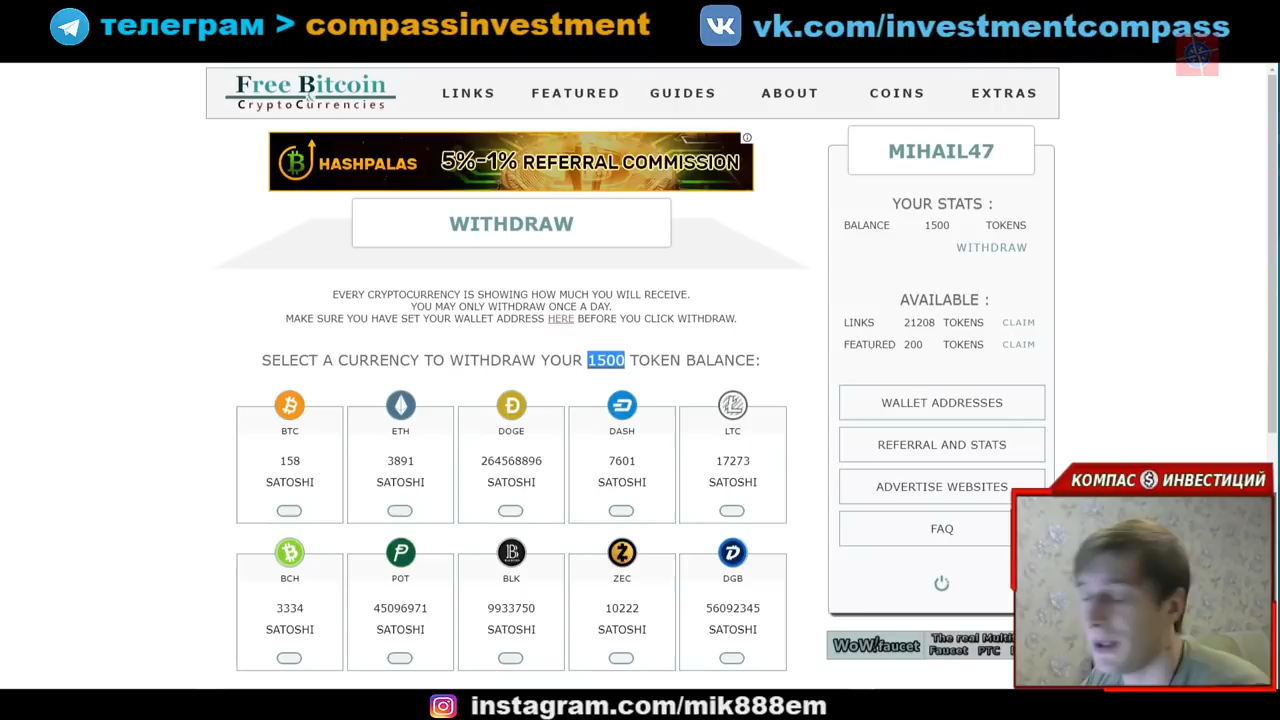 телеграм > compassinvestment
vk.com/investmentcompass
Free Bitcoin
& CryptoCurrencies
LINKS FEATURED GUIDES ABOUT COINS EXTRAS
HASHPALAS 5%-1% REFERRAL COMMISSION
WITHDRAW
EVERY CRYPTOCURRENCY IS SHOWING HOW MUCH YOU WILL RECEIVE.
YOU MAY ONLY WITHDRAW ONCE A DAY.
MAKE SURE YOU HAVE SET YOUR WALLET ADDRESS HERE BEFORE YOU CLICK WITHDRAW.
SELECT A CURRENCY TO WITHDRAW YOUR 1500 TOKEN BALANCE:
BTC ETH DOGE DASH LTC
158 3891 264568896 7601 17273
SATOSHI SATOSHI SATOSHI SATOSHI SATOSHI
BCH POT BLK ZEC DGB
3334 45096971 9933750 10222 56092345
SATOSHI SATOSHI SATOSHI SATOSHI SATOSHI
MIHAIL47
YOUR STATS :
BALANCE 1500 TOKENS
WITHDRAW
AVAILABLE :
LINKS 21208 TOKENS CLAIM
FEATURED 200 TOKENS CLAIM
WALLET ADDRESSES
REFERRAL AND STATS
ADVERTISE WEBSITES
FAQ
WoW!faucet The real
Faucet PTC
КОМПАС $ ИНВЕСТИЦИЙ
instagram.com/mik888em